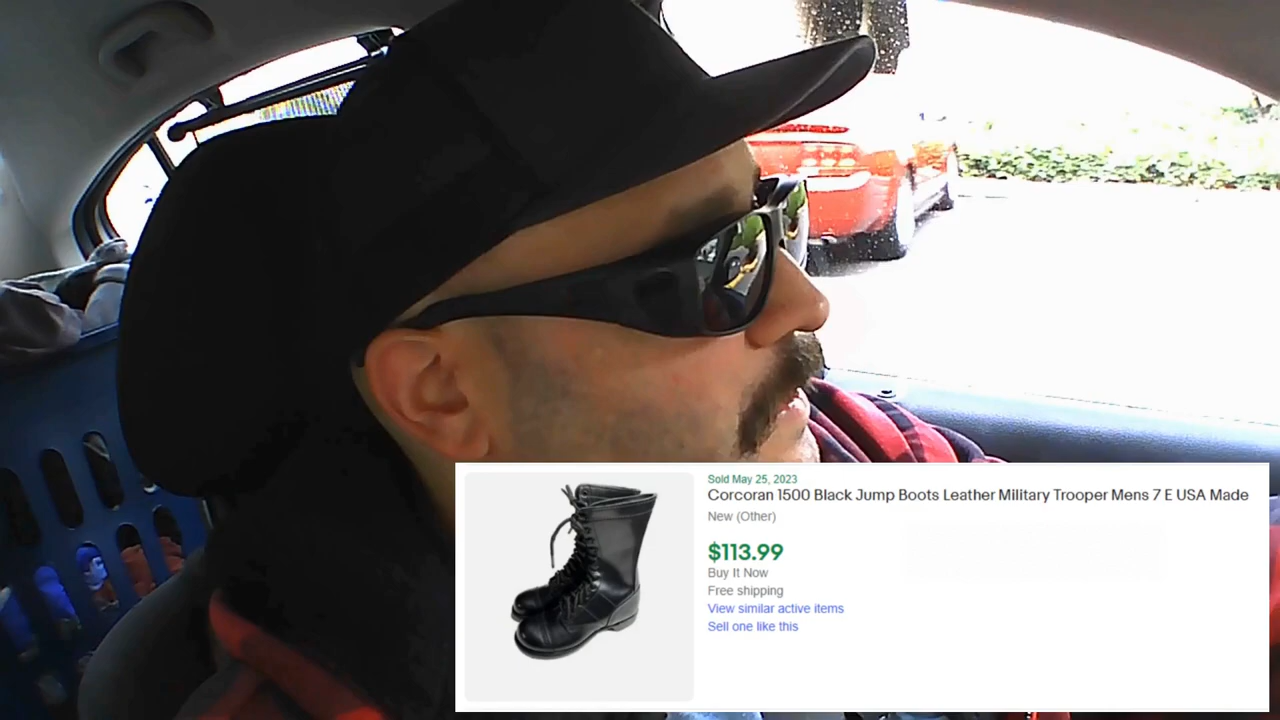 Sold May 25, 2023
Corcoran 1500 Black Jump Boots Leather Military Trooper Mens 7 E USA Made
New (Other)
$113.99
Buy It Now
Free shipping
View similar active items
Sell one like this